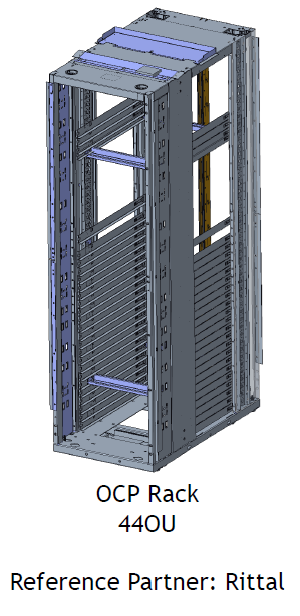 OCP Rack
44OU
Reference Partner: Rittal